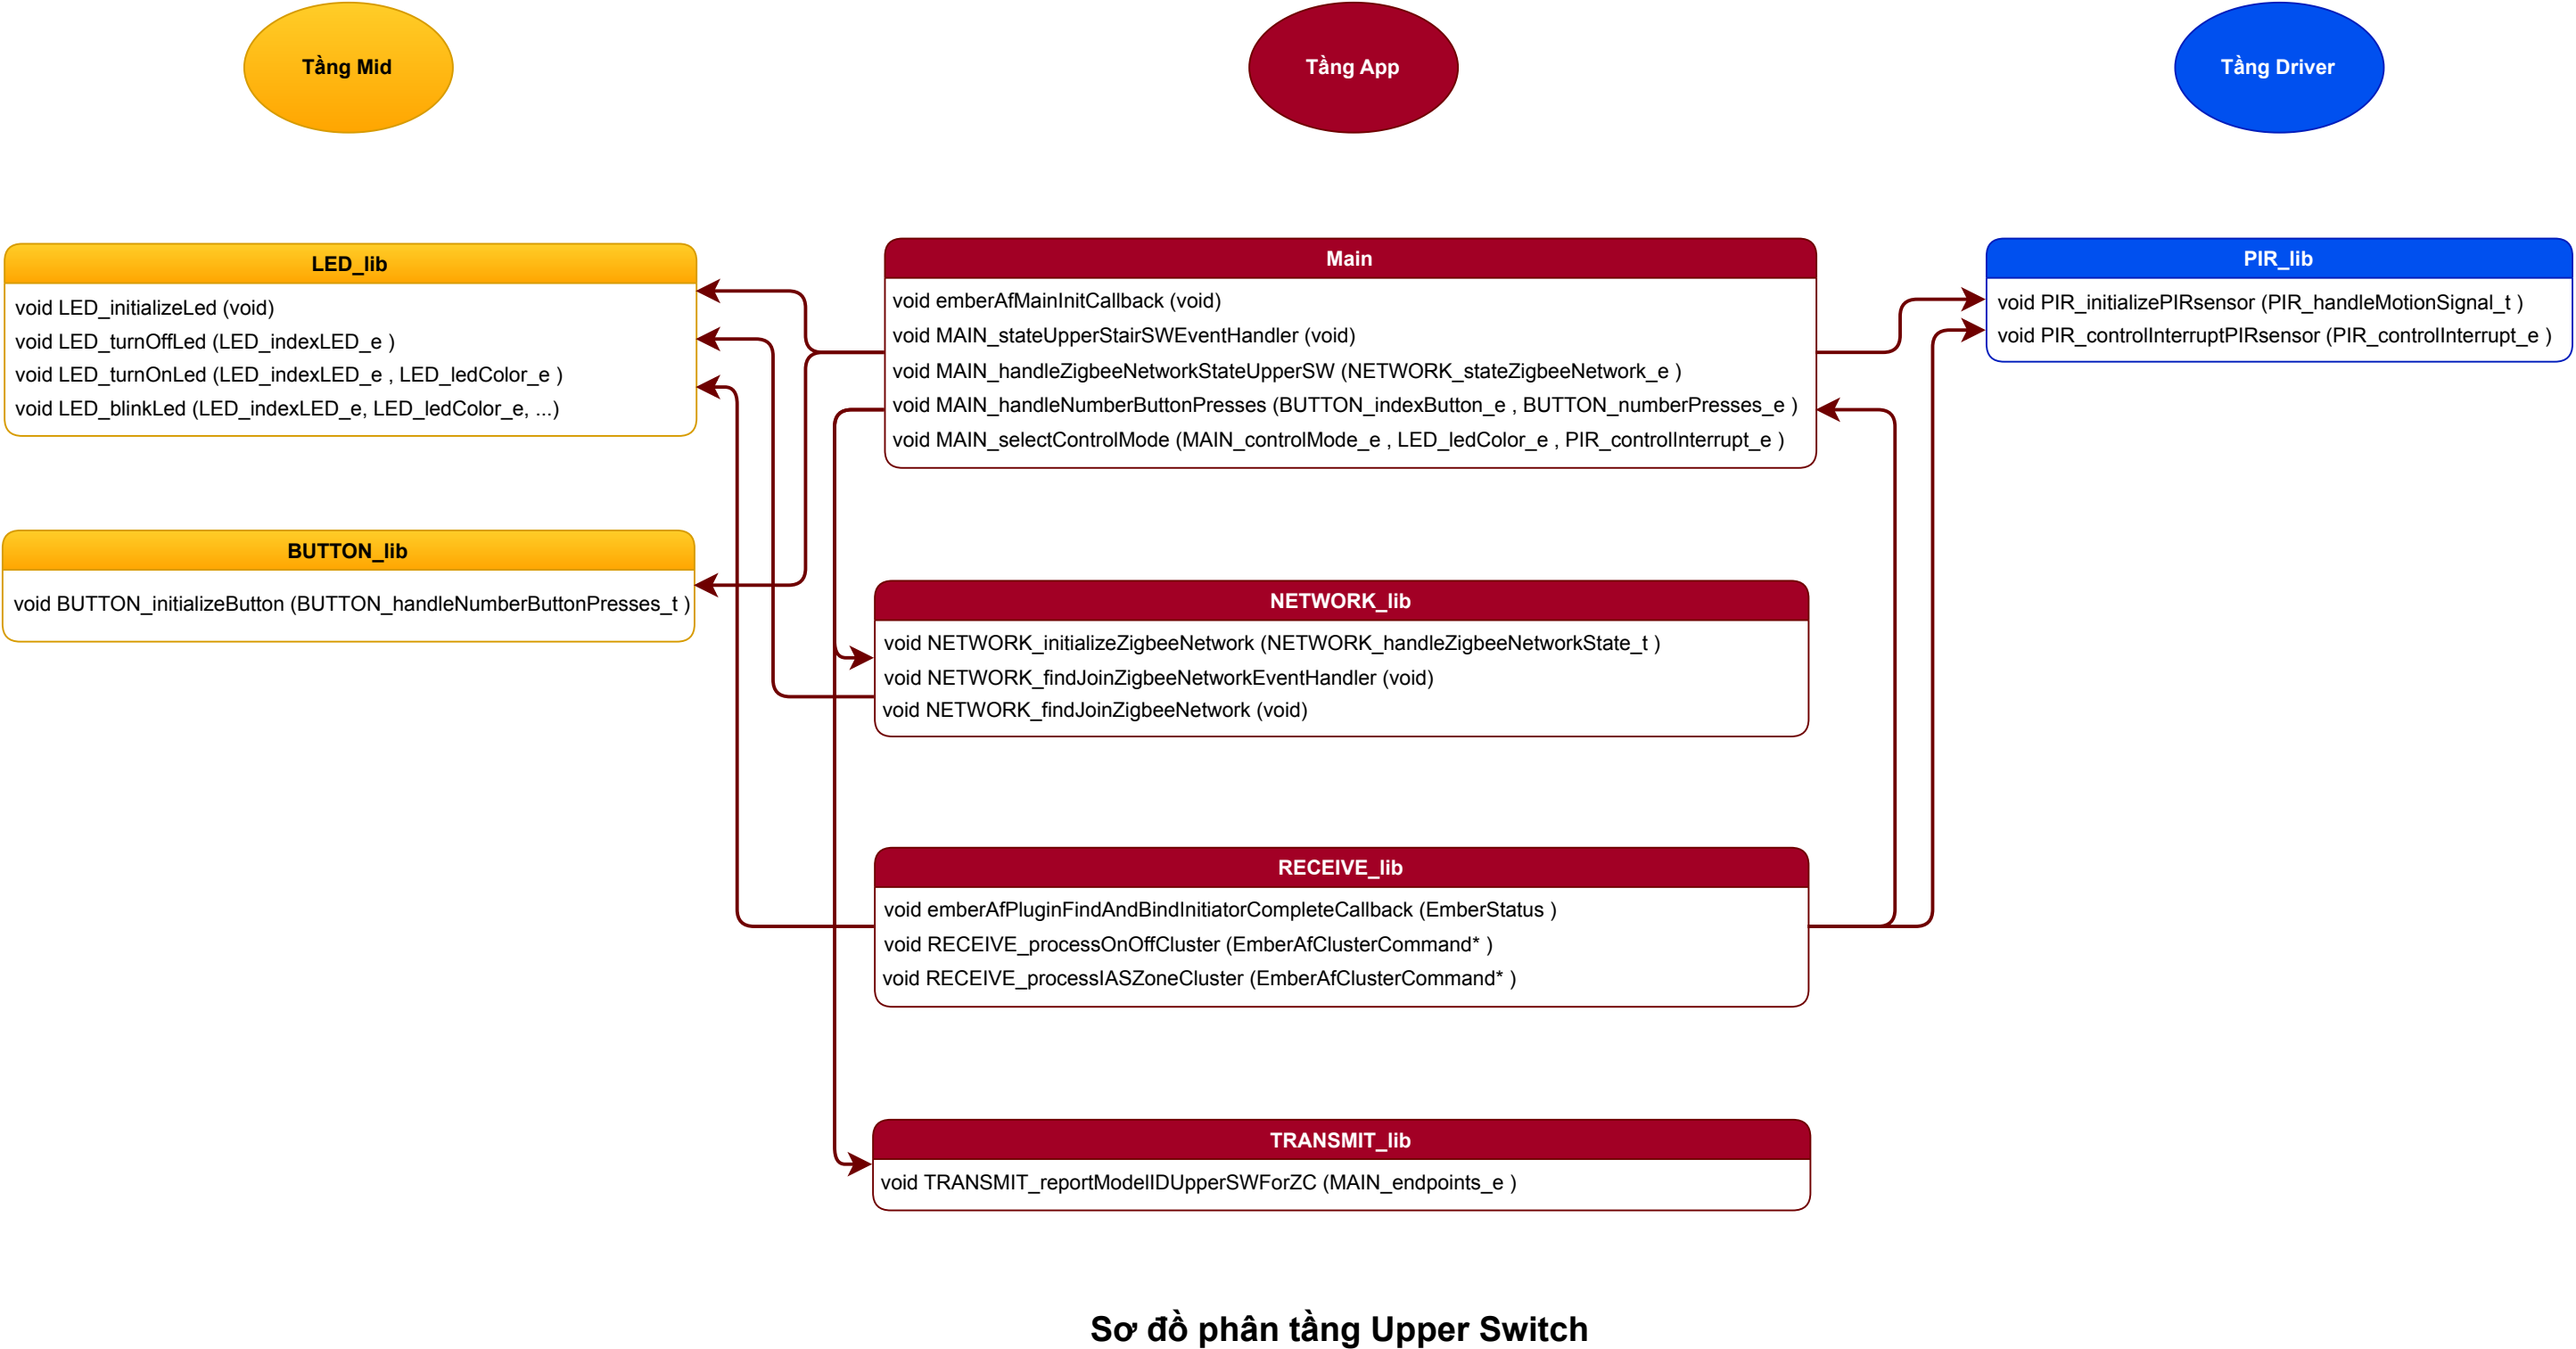 Tầng Mid
Tầng App
Tầng Driver
LED_lib
void LED_initializeLed (void)
void LED_turnOffLed (LED_indexLED_e )
void LED_turnOnLed (LED_indexLED_e , LED_ledColor_e )
void LED_blinkLed (LED_indexLED_e, LED_ledColor_e, ...)
BUTTON_lib
void BUTTON_initializeButton (BUTTON_handleNumberButtonPresses_t )
Main
void emberAfMainInitCallback (void)
void MAIN_stateUpperStairSWEventHandler (void)
void MAIN_handleZigbeeNetworkStateUpperSW (NETWORK_stateZigbeeNetwork_e )
void MAIN_handleNumberButtonPresses (BUTTON_indexButton_e , BUTTON_numberPresses_e )
void MAIN_selectControlMode (MAIN_controlMode_e , LED_ledColor_e , PIR_controlInterrupt_e )
NETWORK_lib
void NETWORK_initializeZigbeeNetwork (NETWORK_handleZigbeeNetworkState_t )
void NETWORK_findJoinZigbeeNetworkEventHandler (void)
void NETWORK_findJoinZigbeeNetwork (void)
RECEIVE_lib
void emberAfPluginFindAndBindInitiatorCompleteCallback (EmberStatus )
void RECEIVE_processOnOffCluster (EmberAfClusterCommand* )
void RECEIVE_processIASZoneCluster (EmberAfClusterCommand* )
TRANSMIT_lib
void TRANSMIT_reportModelIDUpperSWForZC (MAIN_endpoints_e )
PIR_lib
void PIR_initializePIRsensor (PIR_handleMotionSignal_t )
void PIR_controlInterruptPIRsensor (PIR_controlInterrupt_e )
Sơ đồ phân tầng Upper Switch